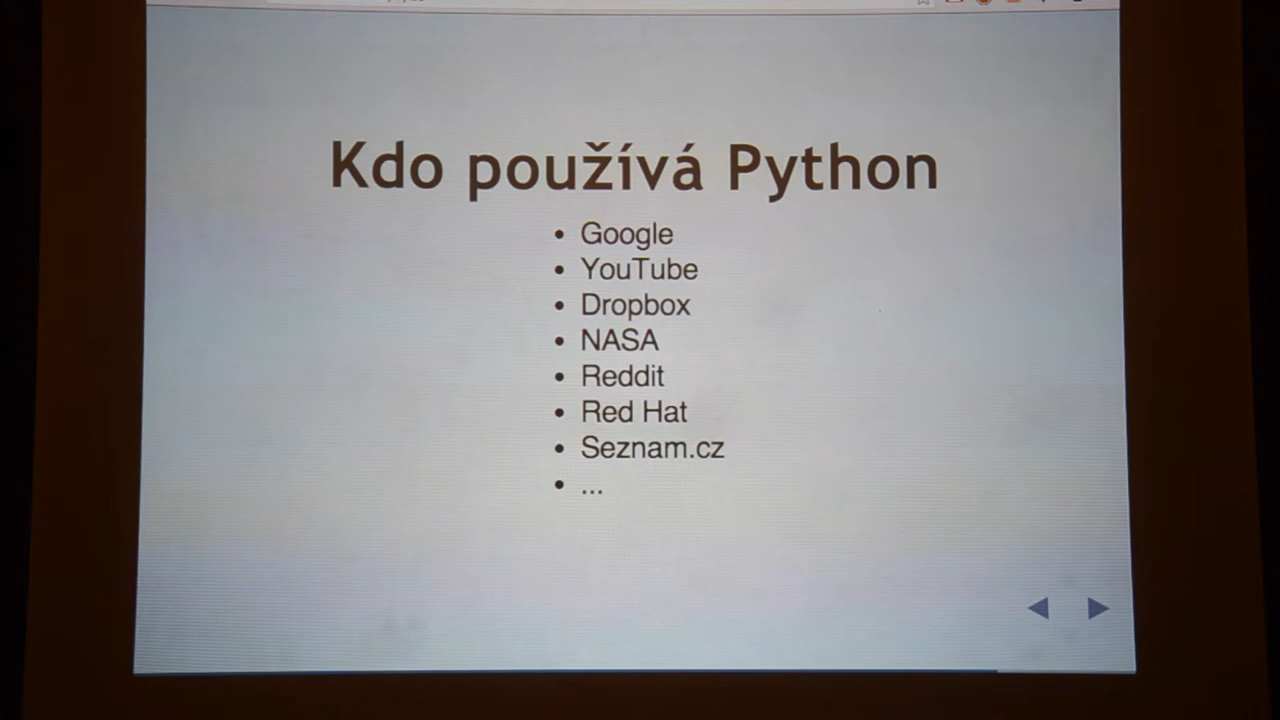 Kdo používá Python
• Google
• YouTube
• Dropbox
• NASA
• Reddit
• Red Hat
• Seznam.cz
• ...